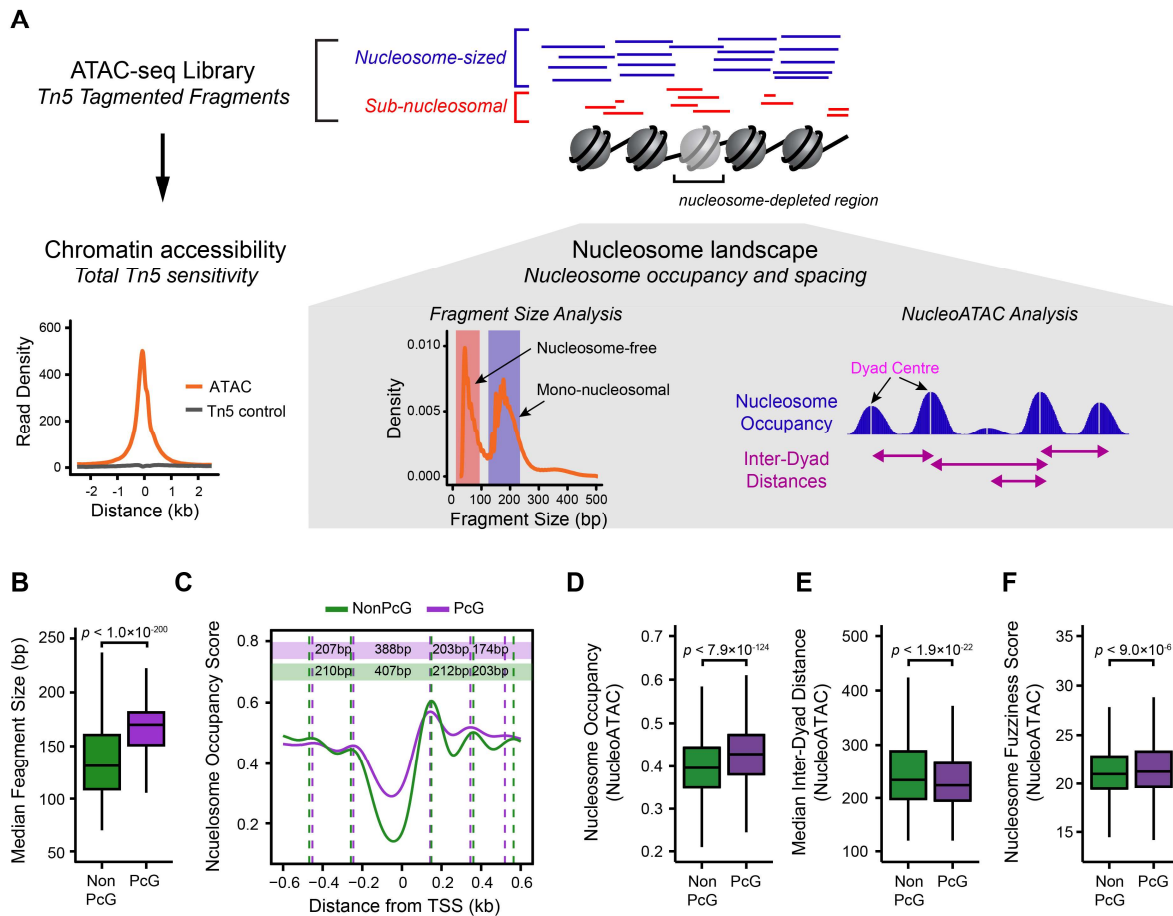 A
ATAC-seq Library
Tn5 Tagmented Fragments
Nucleosome-sized
Sub-nucleosomal
nucleosome-depleted region
Chromatin accessibility
Total Tn5 sensitivity
Read Density
600
400
200
0
ATAC
Tn5 control
-2 -1 0 1 2
Distance (kb)
Nucleosome landscape
Nucleosome occupancy and spacing
Fragment Size Analysis
Density
0.010
0.005
0.000
Nucleosome-free
Mono-nucleosomal
0 100 200 300 400 500
Fragment Size (bp)
NucleoATAC Analysis
Dyad Centre
Nucleosome
Occupancy
Inter-Dyad
Distances
B
Median Feagment Size (bp)
250
200
150
100
50
p < 1.0×10-200
Non
PcG
PcG
C
NonPcG PcG
Ncuelosome Occupancy Score
0.8
0.6
0.4
0.2
207bp 388bp 203bp 174bp
210bp 407bp 212bp 203bp
−0.6 −0.4 −0.2 0 0.2 0.4 0.6
Distance from TSS (kb)
D
Nucleosome Occupancy
(NucleoATAC)
0.7
0.6
0.5
0.4
0.3
0.2
p < 7.9×10-124
Non
PcG
PcG
E
Median Inter-Dyad Distance
(NucleoATAC)
500
400
300
200
100
p < 1.9×10-22
Non
PcG
PcG
F
Nucleosome Fuzziness Score
(NucleoATAC)
35
30
25
20
15
p < 9.0×10-6
Non
PcG
PcG